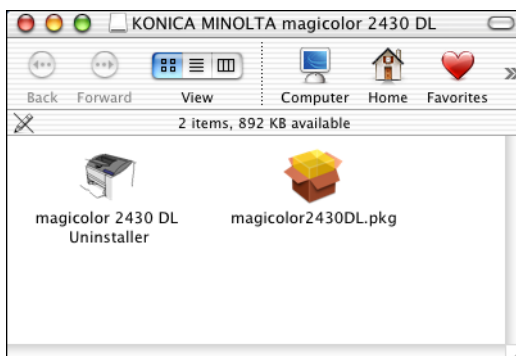 KONICA MINOLTA magicolor 2430 DL
Back Forward View Computer Home Favorites
2 items, 892 KB available
magicolor 2430 DL
Uninstaller
magicolor2430DL.pkg